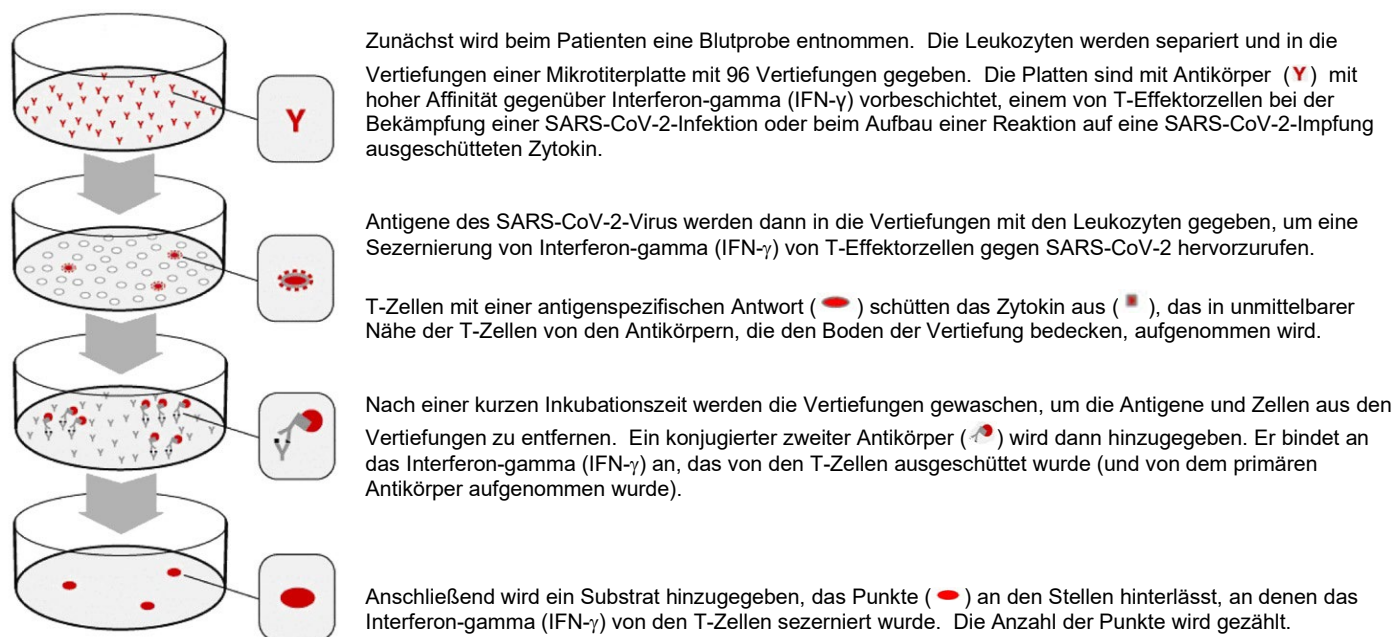 Zunächst wird beim Patienten eine Blutprobe entnommen. Die Leukozyten werden separiert und in die
Vertiefungen einer Mikrotiterplatte mit 96 Vertiefungen gegeben. Die Platten sind mit Antikörper (Y) mit
hoher Affinität gegenüber Interferon-gamma (IFN-γ) vorbeschichtet, einem von T-Effektorzellen bei der
Bekämpfung einer SARS-CoV-2-Infektion oder beim Aufbau einer Reaktion auf eine SARS-CoV-2-Impfung
ausgeschütteten Zytokin.
Antigene des SARS-CoV-2-Virus werden dann in die Vertiefungen mit den Leukozyten gegeben, um eine
Sezernierung von Interferon-gamma (IFN-γ) von T-Effektorzellen gegen SARS-CoV-2 hervorzurufen.
T-Zellen mit einer antigenspezifischen Antwort ( ) schütten das Zytokin aus ( ), das in unmittelbarer
Nähe der T-Zellen von den Antikörpern, die den Boden der Vertiefung bedecken, aufgenommen wird.
Nach einer kurzen Inkubationszeit werden die Vertiefungen gewaschen, um die Antigene und Zellen aus den
Vertiefungen zu entfernen. Ein konjugierter zweiter Antikörper ( ) wird dann hinzugegeben. Er bindet an
das Interferon-gamma (IFN-γ) an, das von den T-Zellen ausgeschüttet wurde (und von dem primären
Antikörper aufgenommen wurde).
Anschließend wird ein Substrat hinzugegeben, das Punkte ( ) an den Stellen hinterlässt, an denen das
Interferon-gamma (IFN-γ) von den T-Zellen sezerniert wurde. Die Anzahl der Punkte wird gezählt.